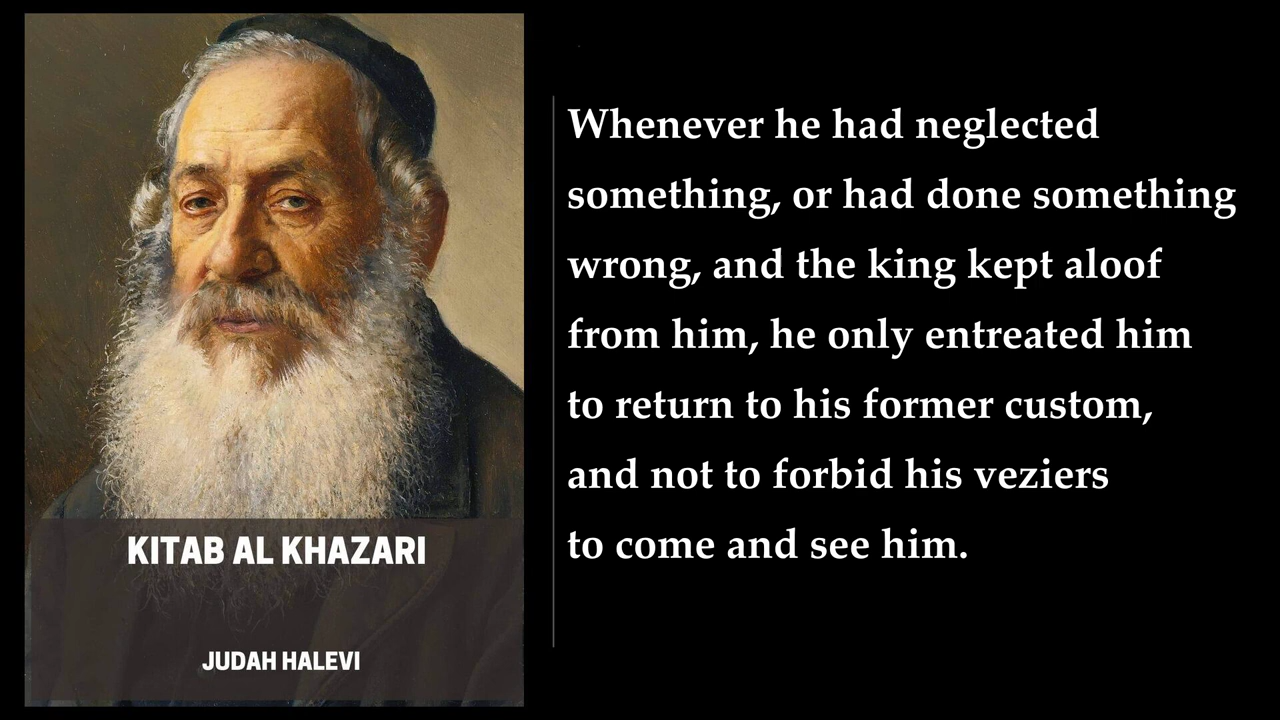 KITAB AL KHAZARI
JUDAH HALEVI
Whenever he had neglected
something, or had done something
wrong, and the king kept aloof
from him, he only entreated him
to return to his former custom,
and not to forbid his veziers
to come and see him.